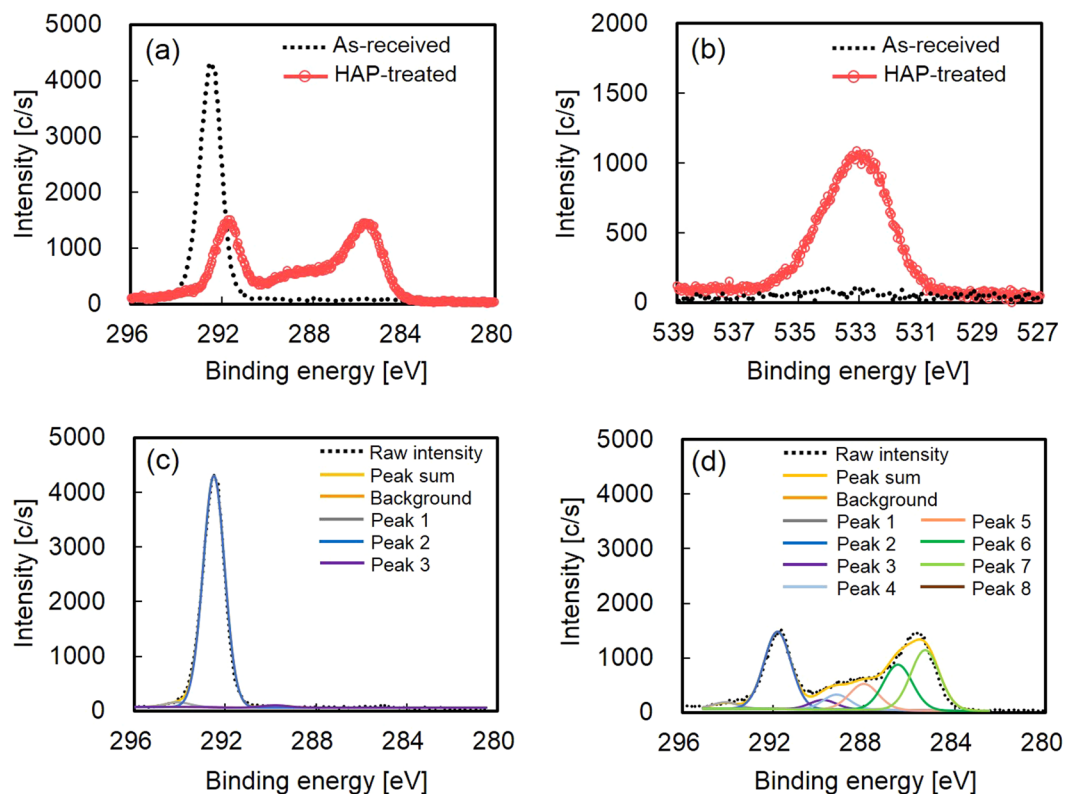 (a)
As-received
HAP-treated
5000
4000
3000
2000
1000
0
Intensity [c/s]
296 292 288 284 280
Binding energy [eV]
(b)
As-received
HAP-treated
2000
1500
1000
500
0
Intensity [c/s]
539 537 535 533 531 529 527
Binding energy [eV]
(c)
Raw intensity
Peak sum
Background
Peak 1
Peak 2
Peak 3
5000
4000
3000
2000
1000
0
Intensity [c/s]
296 292 288 284 280
Binding energy [eV]
(d)
Raw intensity
Peak sum
Background
Peak 1 Peak 5
Peak 2 Peak 6
Peak 3 Peak 7
Peak 4 Peak 8
5000
4000
3000
2000
1000
0
Intensity [c/s]
296 292 288 284 280
Binding energy [eV]